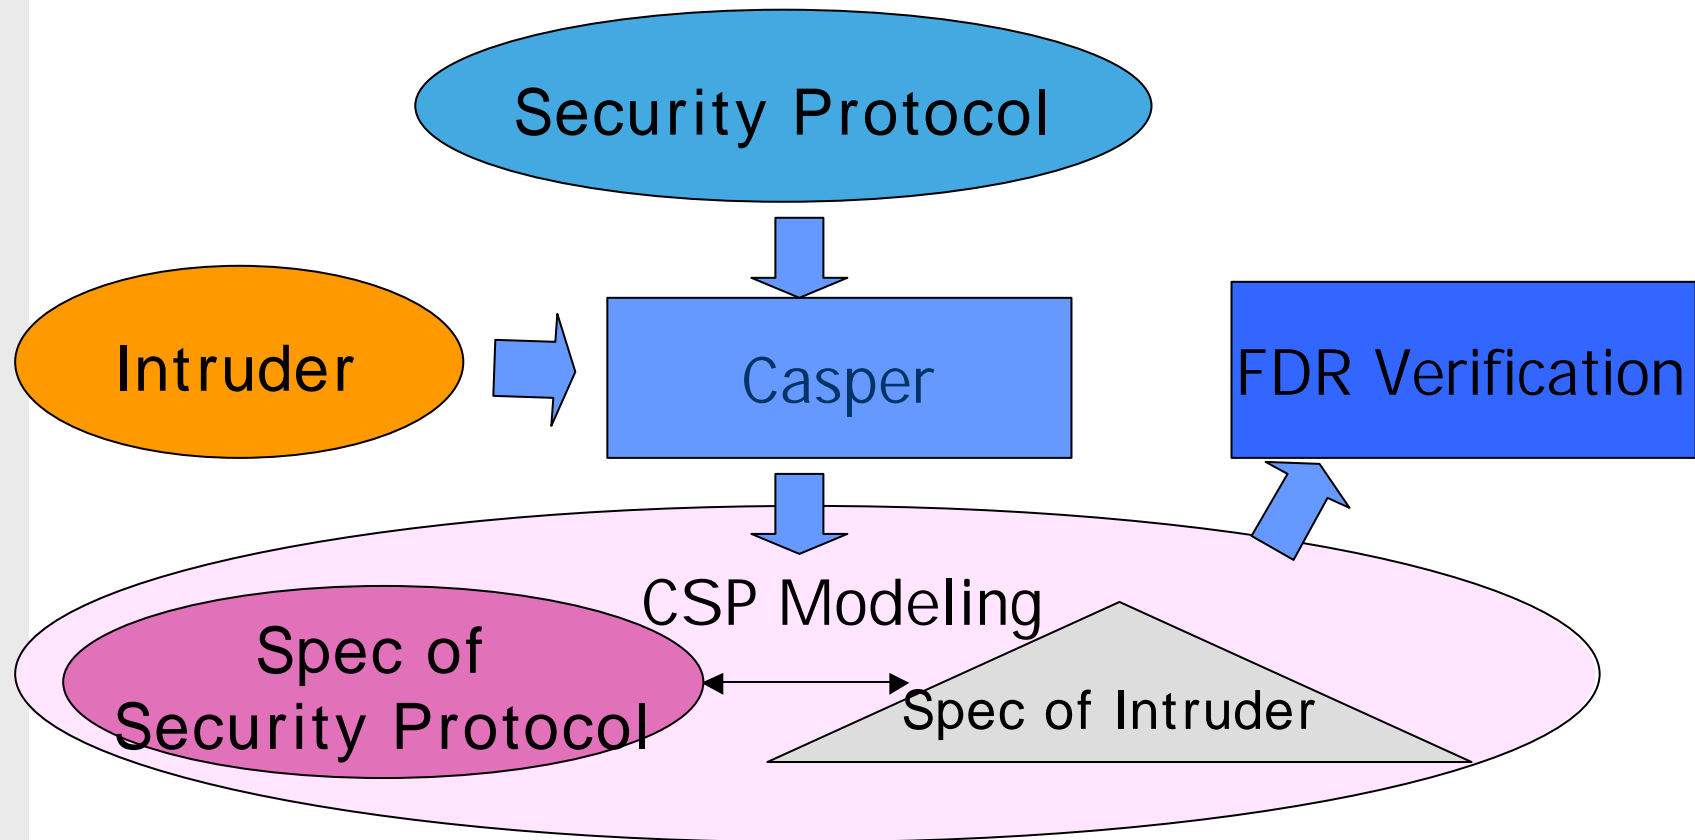 Security Protocol
Intruder
Casper
FDR Verification
CSP Modeling
Spec of
Security Protocol
Spec of Intruder